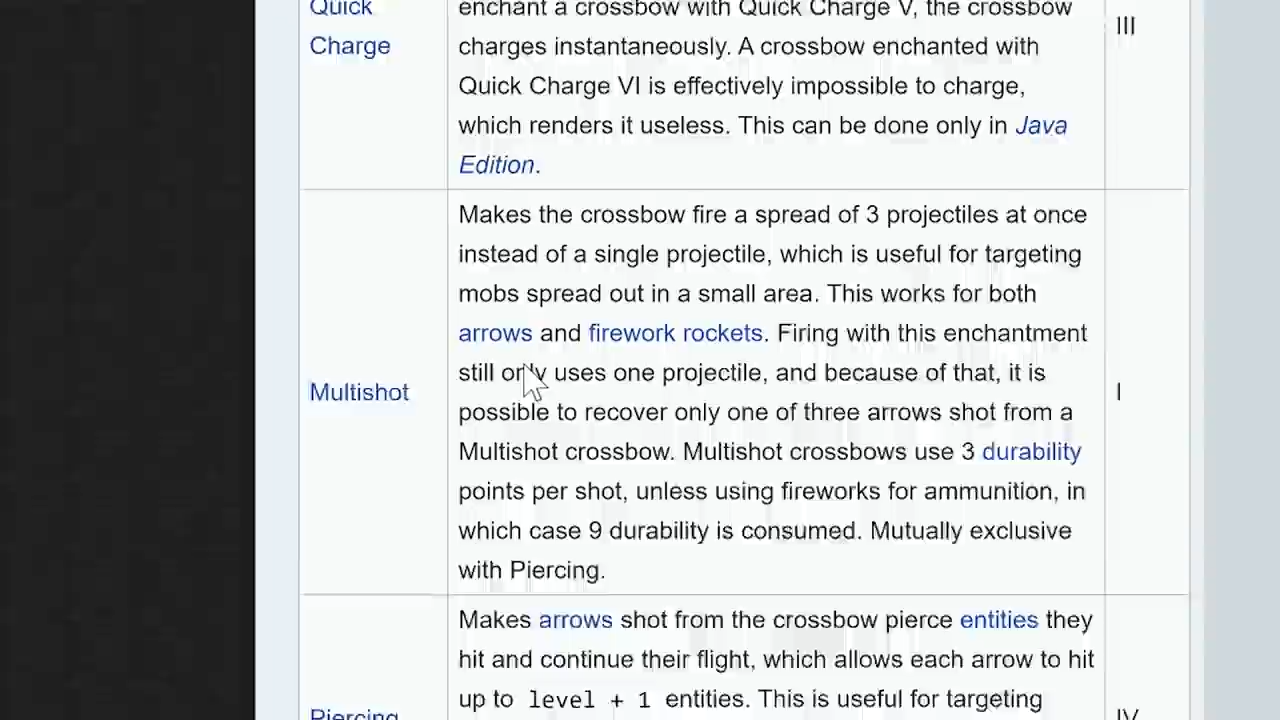 Quick
Charge
enchant a crossbow with Quick Charge V, the crossbow
charges instantaneously. A crossbow enchanted with
Quick Charge VI is effectively impossible to charge,
which renders it useless. This can be done only in Java
Edition.
III
Multishot
Makes the crossbow fire a spread of 3 projectiles at once
instead of a single projectile, which is useful for targeting
mobs spread out in a small area. This works for both
arrows and firework rockets. Firing with this enchantment
still only uses one projectile, and because of that, it is
possible to recover only one of three arrows shot from a
Multishot crossbow. Multishot crossbows use 3 durability
points per shot, unless using fireworks for ammunition, in
which case 9 durability is consumed. Mutually exclusive
with Piercing.
I
Piercing
Makes arrows shot from the crossbow pierce entities they
hit and continue their flight, which allows each arrow to hit
up to level + 1 entities. This is useful for targeting
IV